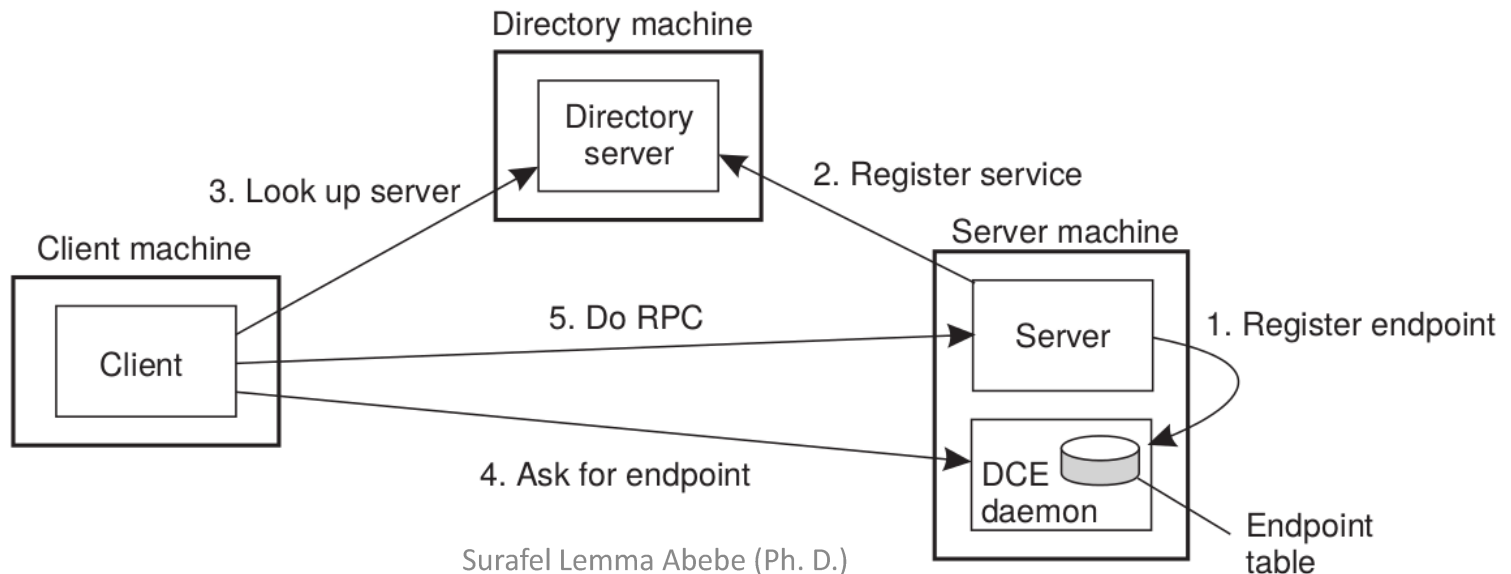 Directory machine
Directory
server
3. Look up server
2. Register service
Client machine
Server machine
Client
5. Do RPC
Server
1. Register endpoint
4. Ask for endpoint
DCE
daemon
Endpoint
table
Surafel Lemma Abebe (Ph. D.)